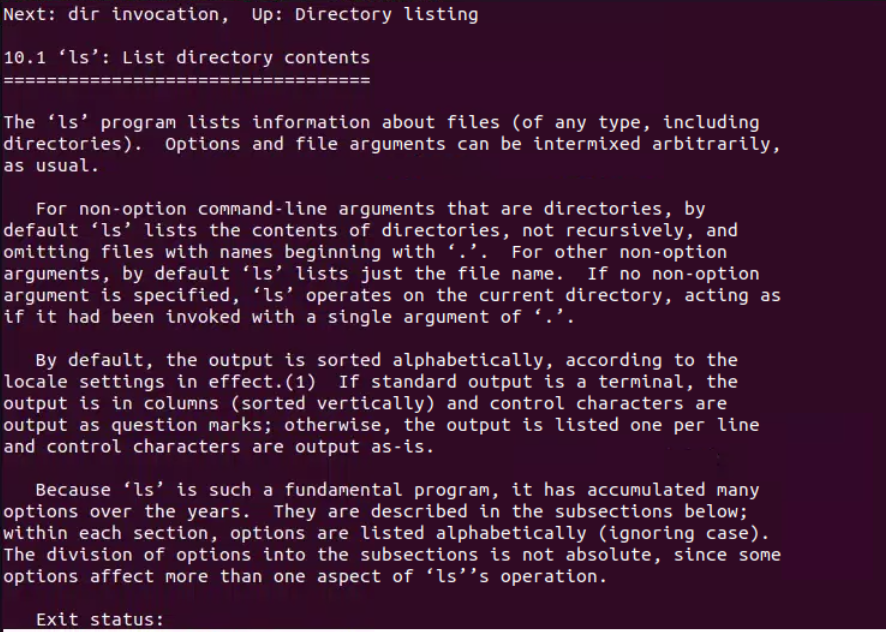 Next: dir invocation,  Up: Directory listing
10.1 ‘ls’: List directory contents
==================================
The ‘ls’ program lists information about files (of any type, including
directories).  Options and file arguments can be intermixed arbitrarily,
as usual.
   For non-option command-line arguments that are directories, by
default ‘ls’ lists the contents of directories, not recursively, and
omitting files with names beginning with ‘.’.  For other non-option
arguments, by default ‘ls’ lists just the file name.  If no non-option
argument is specified, ‘ls’ operates on the current directory, acting as
if it had been invoked with a single argument of ‘.’.
   By default, the output is sorted alphabetically, according to the
locale settings in effect.(1)  If standard output is a terminal, the
output is in columns (sorted vertically) and control characters are
output as question marks; otherwise, the output is listed one per line
and control characters are output as-is.
   Because ‘ls’ is such a fundamental program, it has accumulated many
options over the years.  They are described in the subsections below;
within each section, options are listed alphabetically (ignoring case).
The division of options into the subsections is not absolute, since some
options affect more than one aspect of ‘ls’’s operation.
   Exit status: